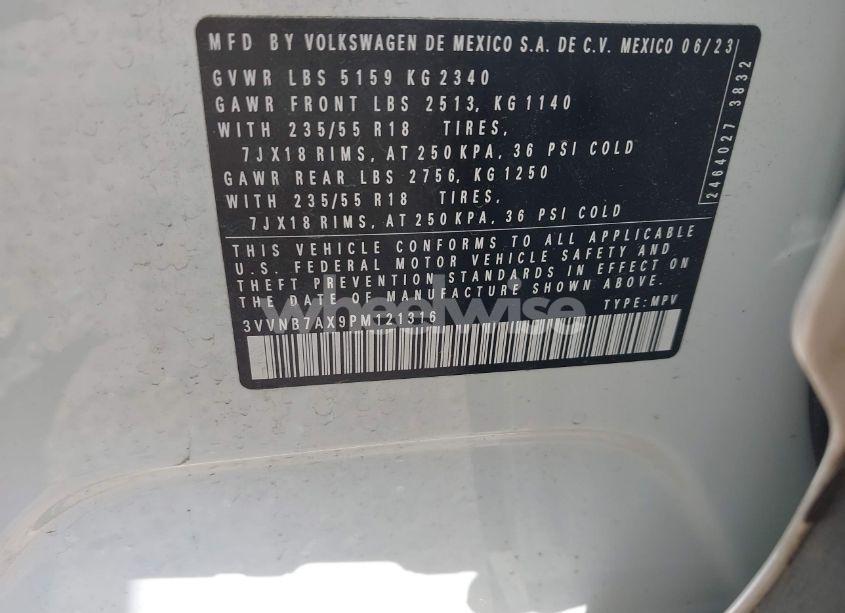 MFD BY VOLKSWAGEN DE MEXICO S.A. DE C.V. MEXICO 06/23
GVWR LBS 5159 KG 2340
GAWR FRONT LBS 2513, KG 1140
WITH 235/55 R18 TIRES,
7JX18 RIMS, AT 250 KPA, 36 PSI COLD
GAWR REAR LBS 2756, KG 1250
WITH 235/55 R18 TIRES,
7JX18 RIMS, AT 250 KPA, 36 PSI COLD
2464027 3832
THIS VEHICLE CONFORMS TO ALL APPLICABLE
U.S. FEDERAL MOTOR VEHICLE SAFETY AND
THEFT PREVENTION STANDARDS IN EFFECT ON
THE DATE OF MANUFACTURE SHOWN ABOVE.
3VVNB7AX9PM121316 TYPE: MPV
wheelwise